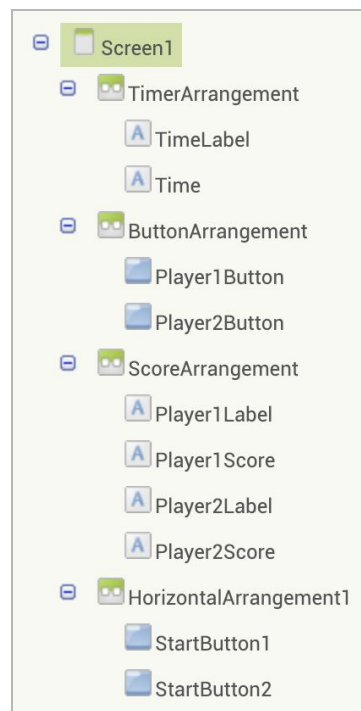 Screen1
TimerArrangement
A TimeLabel
A Time
ButtonArrangement
Player1Button
Player2Button
ScoreArrangement
A Player1Label
A Player1Score
A Player2Label
A Player2Score
HorizontalArrangement1
StartButton1
StartButton2